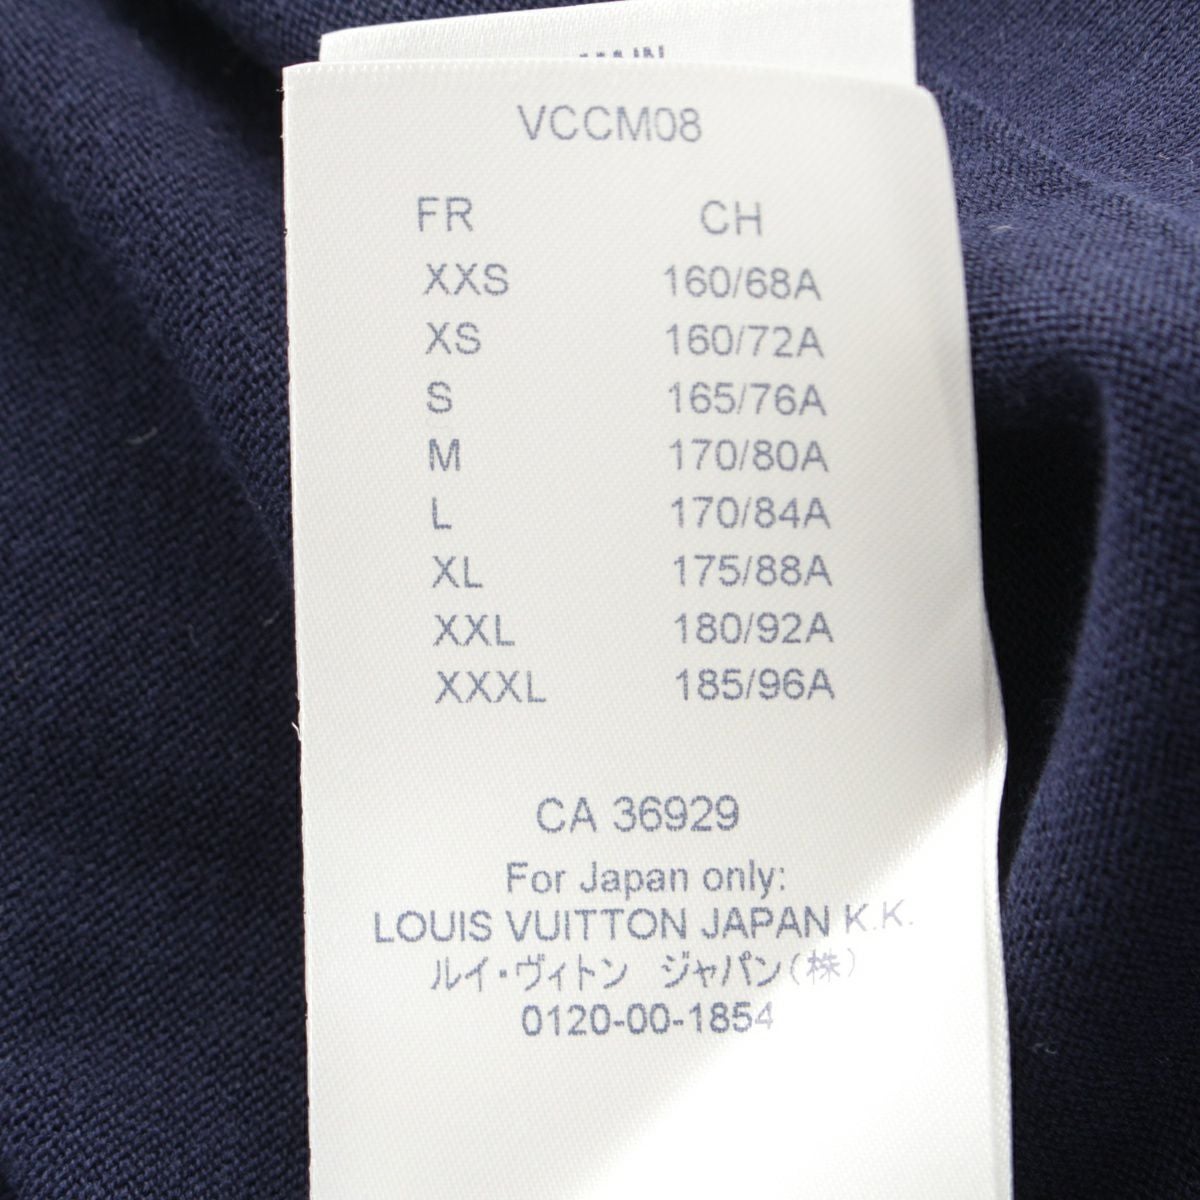 VCCM08
FR CH
XXS 160/68A
XS 160/72A
S 165/76A
M 170/80A
L 170/84A
XL 175/88A
XXL 180/92A
XXXL 185/96A
CA 36929
For Japan only:
LOUIS VUITTON JAPAN K.K.
ルイ・ヴィトン ジャパン(株)
0120-00-1854